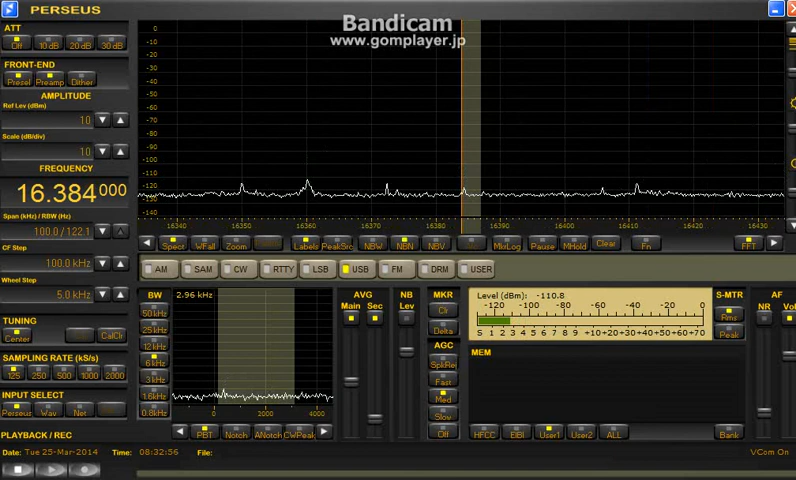 PERSEUS
Bandicam
www.gomplayer.jp
ATT
Off 10 dB 20 dB 30 dB
FRONT-END
Presel Preamp Dither
AMPLITUDE
Ref Lev (dBm)
10
Scale (dB/div)
10
FREQUENCY
16.384000
Span (kHz) / RBW (Hz)
100.0 / 122.1
CF Step
100.0 kHz
Wheel Step
5.0 kHz
TUNING
Center CalClr
SAMPLING RATE (kS/s)
125 250 500 1000 2000
INPUT SELECT
Perseus Wav Net
PLAYBACK / REC
0
-10
-20
-30
-40
-50
-60
-70
-80
-90
-100
-110
-120
-130
-140
16340 16350 16360 16370 16380 16390 16400 16410 16420 16430
Spect WFall Zoom Labels PeakSrc NBW NBN NBV MixLog Pause MHold Clear Fn FFT
AM SAM CW RTTY LSB USB FM DRM USER
BW
50kHz
25kHz
12kHz
6 kHz
3 kHz
1.6kHz
0.8kHz
2.96 kHz
0 2000 4000
PBT Notch ANotch CWPeak
AVG
Main Sec
NB
Lev
MKR
Clr
Delta
AGC
SpkRej
Fast
Med
Slow
Off
Level (dBm): -110.8
-120 -100 -80 -60 -40 -20 0
S 1 2 3 5 7 9 +10 +20 +30 +40 +50 +60 +70
S-MTR
Rms
Peak
AF
NR Vol
MEM
HFCC EIBI User1 User2 ALL Bank
Date: Tue 25-Mar-2014 Time: 08:32:56 File:
VCom On